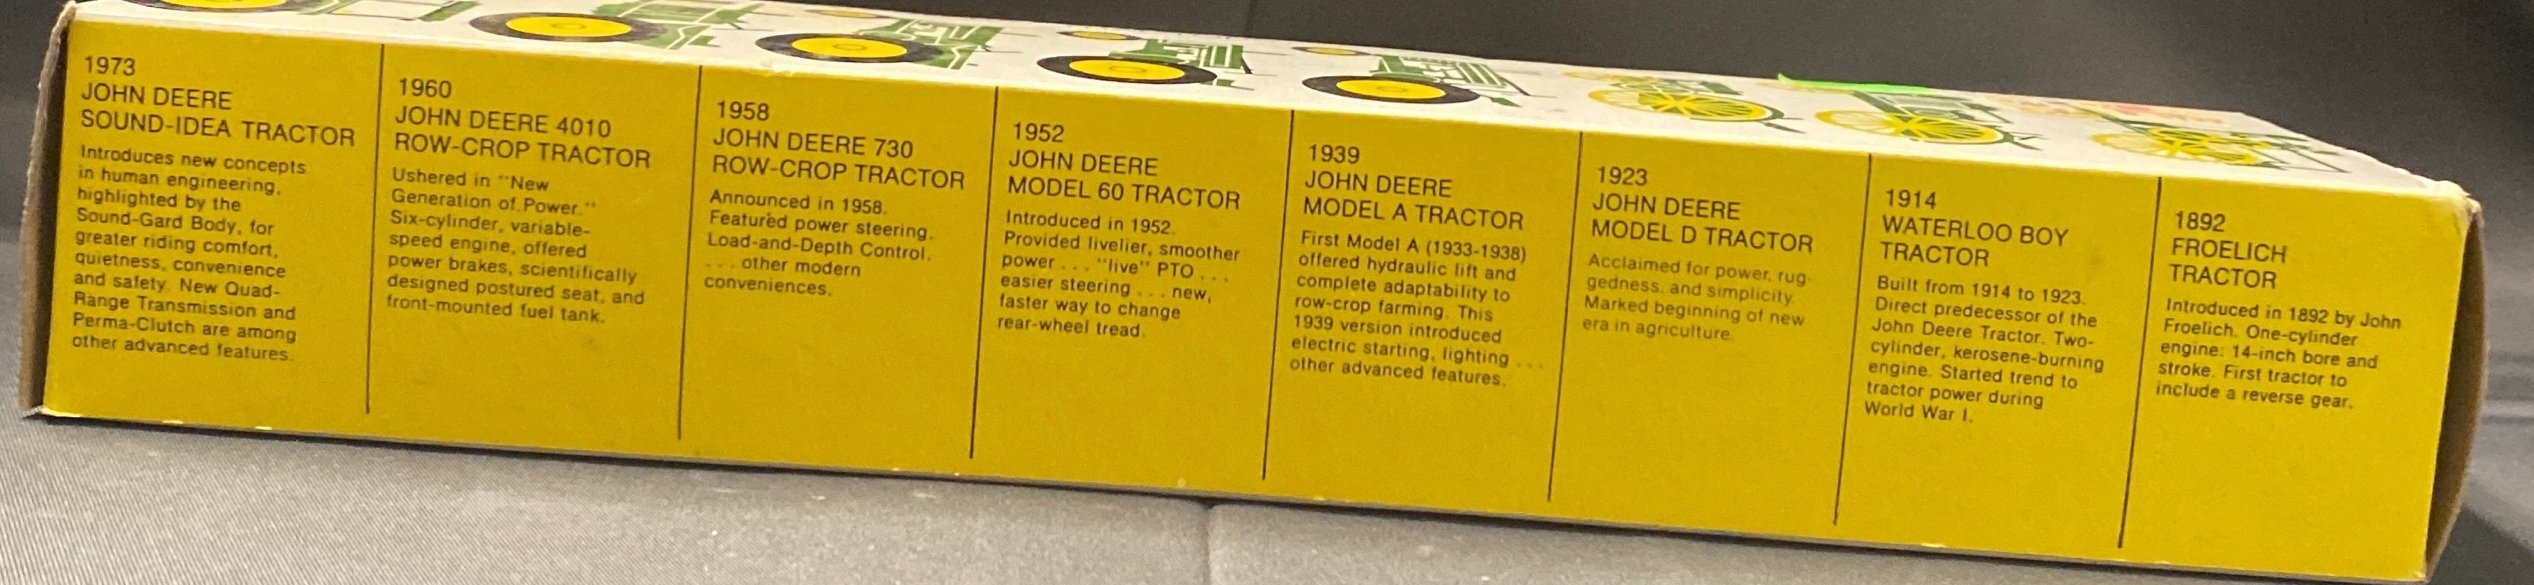 1973
JOHN DEERE
SOUND-IDEA TRACTOR
Introduces new concepts
in human engineering,
highlighted by the
Sound-Gard Body, for
greater riding comfort,
quietness, convenience
and safety. New Quad-
Range Transmission and
Perma-Clutch are among
other advanced features.
1960
JOHN DEERE 4010
ROW-CROP TRACTOR
Ushered in "New
Generation of Power."
Six-cylinder, variable-
speed engine, offered
power brakes, scientifically
designed postured seat, and
front-mounted fuel tank.
1958
JOHN DEERE 730
ROW-CROP TRACTOR
Announced in 1958.
Featured power steering.
Load-and-Depth Control.
. . . other modern
conveniences.
1952
JOHN DEERE
MODEL 60 TRACTOR
Introduced in 1952.
Provided livelier, smoother
power . . . "live" PTO . . .
easier steering . . . new,
faster way to change
rear-wheel tread.
1939
JOHN DEERE
MODEL A TRACTOR
First Model A (1933-1938)
offered hydraulic lift and
complete adaptability to
row-crop farming. This
1939 version introduced
electric starting, lighting . . .
other advanced features.
1923
JOHN DEERE
MODEL D TRACTOR
Acclaimed for power, rug-
gedness, and simplicity.
Marked beginning of new
era in agriculture.
1914
WATERLOO BOY
TRACTOR
Built from 1914 to 1923.
Direct predecessor of the
John Deere Tractor. Two-
cylinder, kerosene-burning
engine. Started trend to
tractor power during
World War I.
1892
FROELICH
TRACTOR
Introduced in 1892 by John
Froelich. One-cylinder
engine: 14-inch bore and
stroke. First tractor to
include a reverse gear.